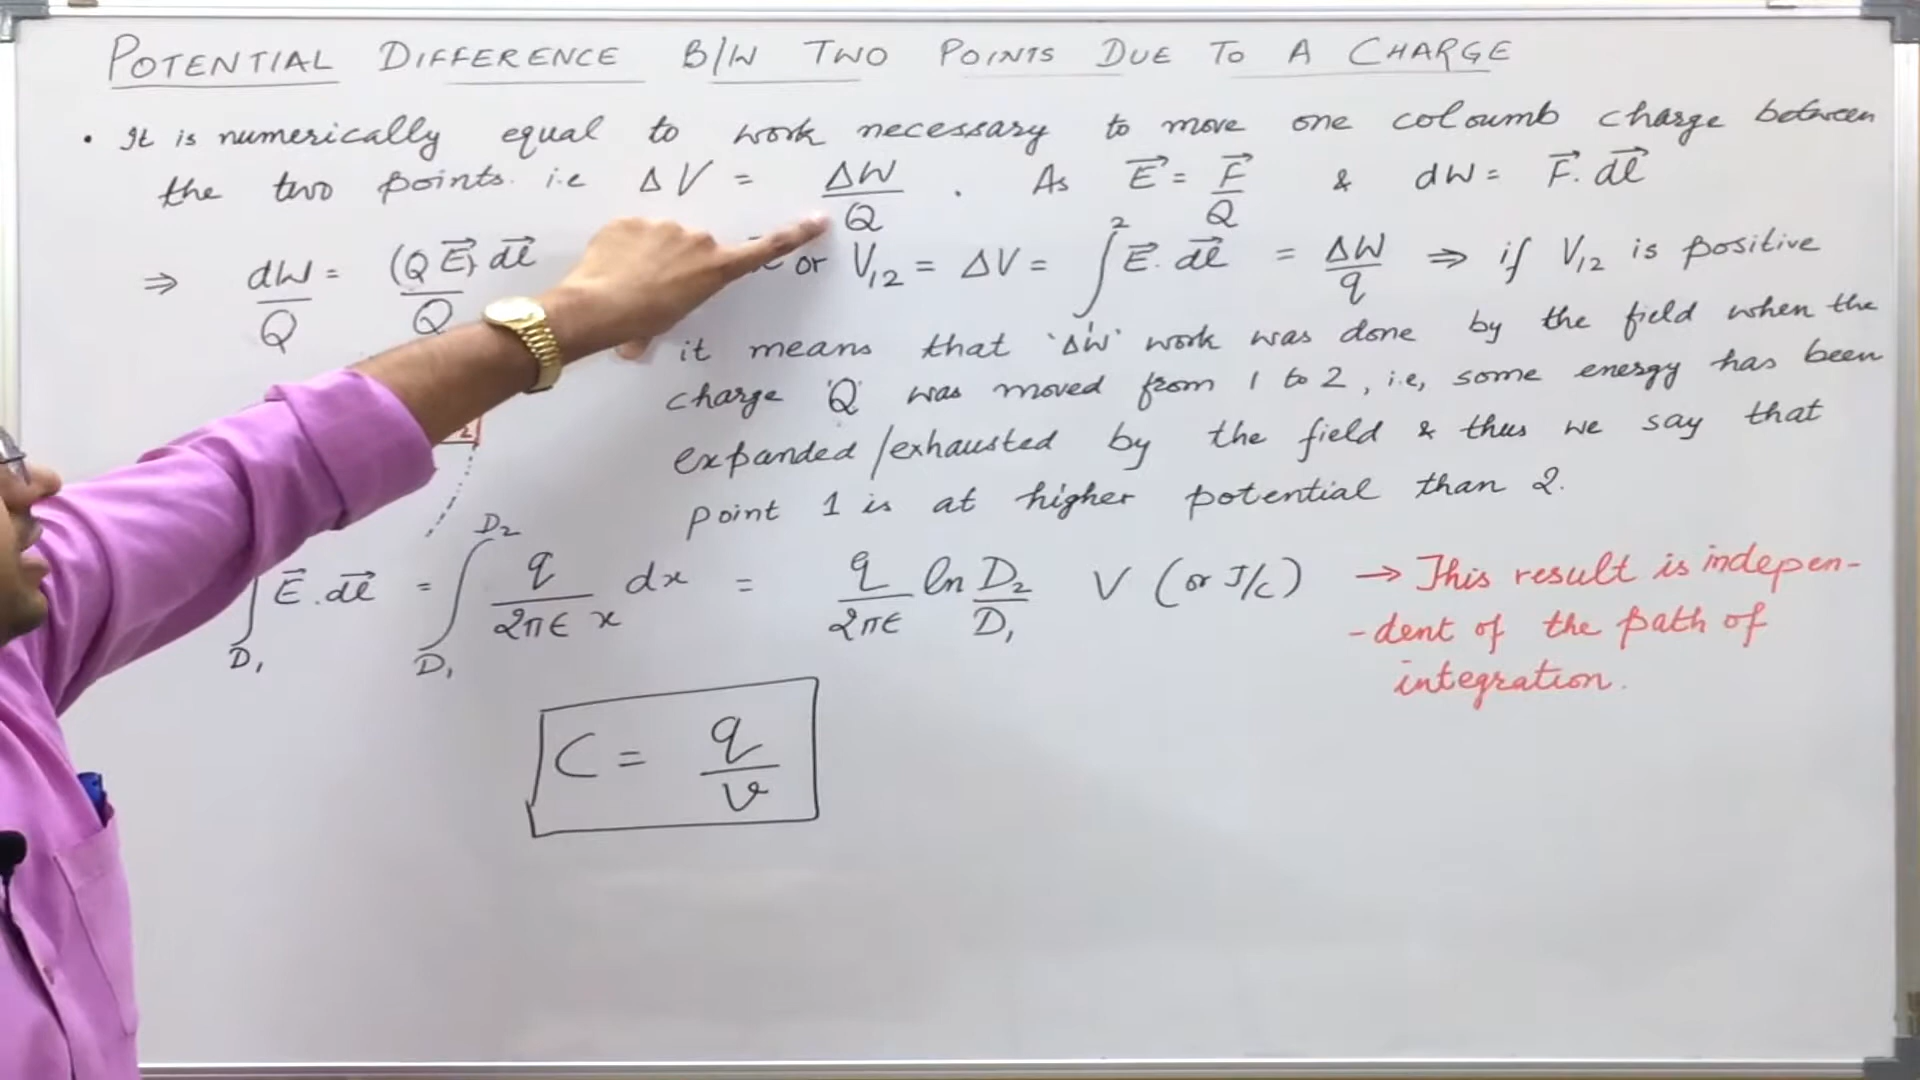 POTENTIAL DIFFERENCE B/W TWO POINTS DUE TO A CHARGE
• It is numerically equal to work necessary to move one coloumb charge between
the two points. i.e ΔV = ΔW/Q . As E⃗ = F⃗/Q & dW = F⃗.dl⃗
⇒ dW/Q = (QE⃗).dl⃗/Q or V₁₂ = ΔV = ∫₁² E⃗.dl⃗ = ΔW/q ⇒ if V₁₂ is positive
it means that 'ΔW' work was done by the field when the
charge 'Q' was moved from 1 to 2, i.e, some energy has been
expanded/exhausted by the field & thus we say that
point 1 is at higher potential than 2.
∫_D₁ E⃗.dl⃗ = ∫_D₁^D₂ q/2πϵx dx = q/2πϵ ln D₂/D₁ V (or J/C) → This result is indepen-
-dent of the path of
integration.
C = q/v